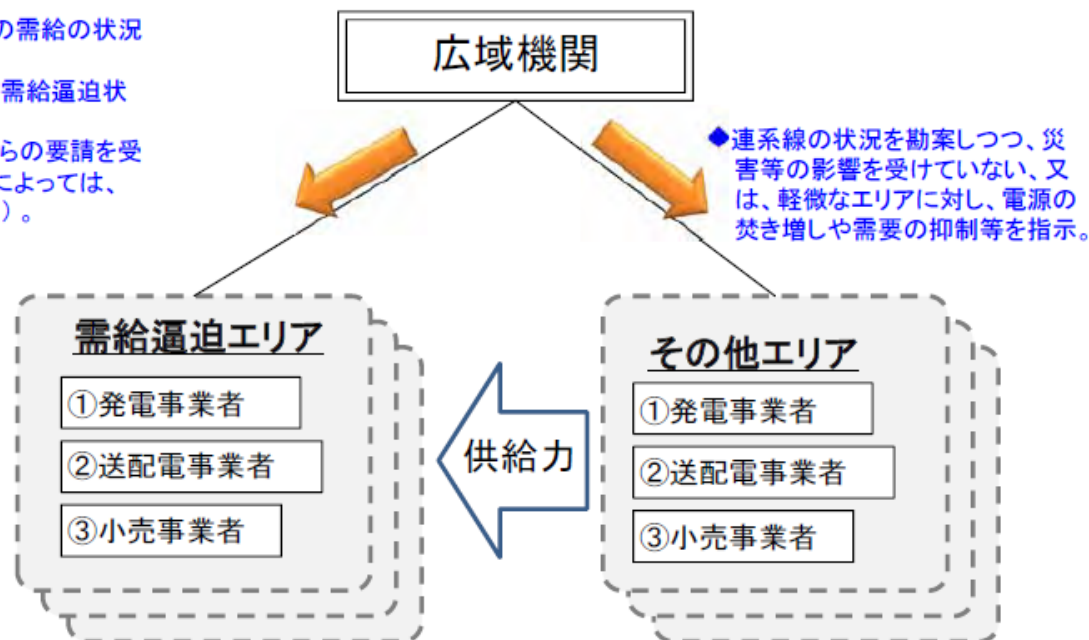 の需給の状況
需給逼迫状
らの要請を受
によっては、
）。
広域機関
◆連系線の状況を勘案しつつ、災
害等の影響を受けていない、又
は、軽微なエリアに対し、電源の
焚き増しや需要の抑制等を指示。
需給逼迫エリア
①発電事業者
②送配電事業者
③小売事業者
供給力
その他エリア
①発電事業者
②送配電事業者
③小売事業者